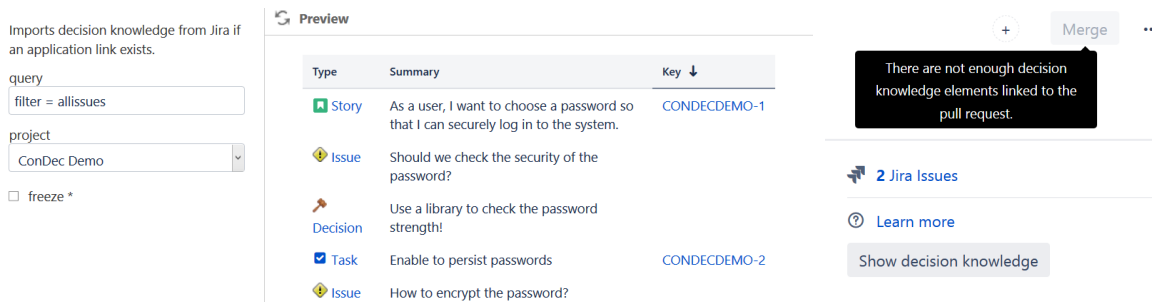 Imports decision knowledge from Jira if
an application link exists.
query
filter = allissues
project
ConDec Demo
freeze *
Preview
Type Summary Key ↓
Story As a user, I want to choose a password so CONDECDEMO-1
that I can securely log in to the system.
Issue Should we check the security of the
password?
Decision Use a library to check the password
strength!
Task Enable to persist passwords CONDECDEMO-2
Issue How to encrypt the password?
+ Merge ••
There are not enough decision
knowledge elements linked to the
pull request.
2 Jira Issues
Learn more
Show decision knowledge